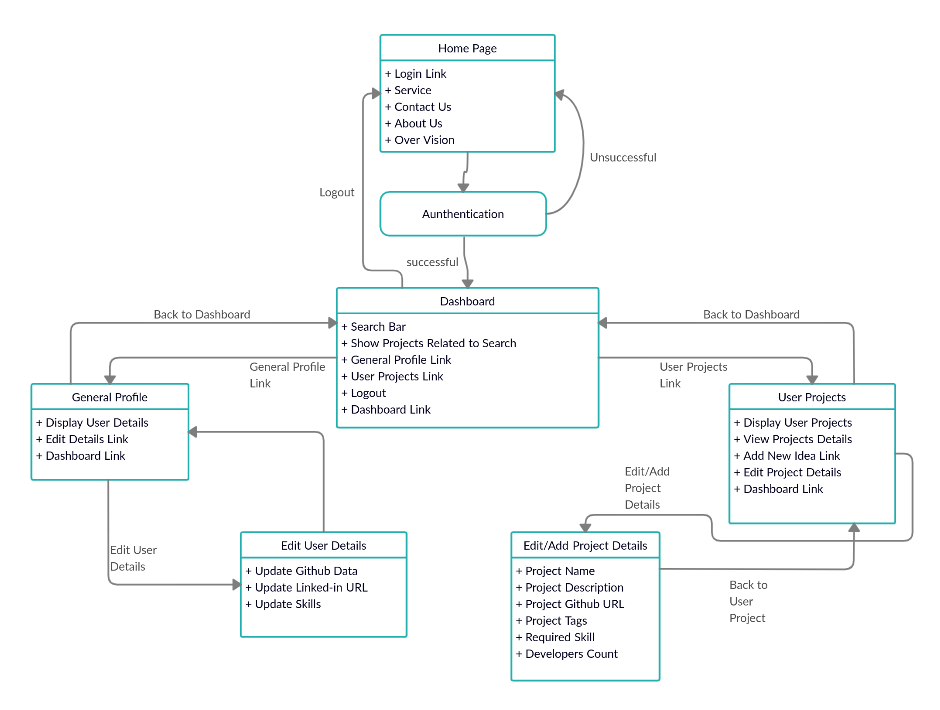 Home Page
+ Login Link
+ Service
+ Contact Us
+ About Us
+ Over Vision
Unsuccessful
Logout
Aunthentication
successful
Dashboard
+ Search Bar
+ Show Projects Related to Search
+ General Profile Link
+ User Projects Link
+ Logout
+ Dashboard Link
Back to Dashboard
Back to Dashboard
General Profile
Link
User Projects
Link
General Profile
+ Display User Details
+ Edit Details Link
+ Dashboard Link
User Projects
+ Display User Projects
+ View Projects Details
+ Add New Idea Link
+ Edit Project Details
+ Dashboard Link
Edit/Add
Project
Details
Edit User
Details
Edit User Details
+ Update Github Data
+ Update Linked-in URL
+ Update Skills
Edit/Add Project Details
+ Project Name
+ Project Description
+ Project Github URL
+ Project Tags
+ Required Skill
+ Developers Count
Back to
User
Project